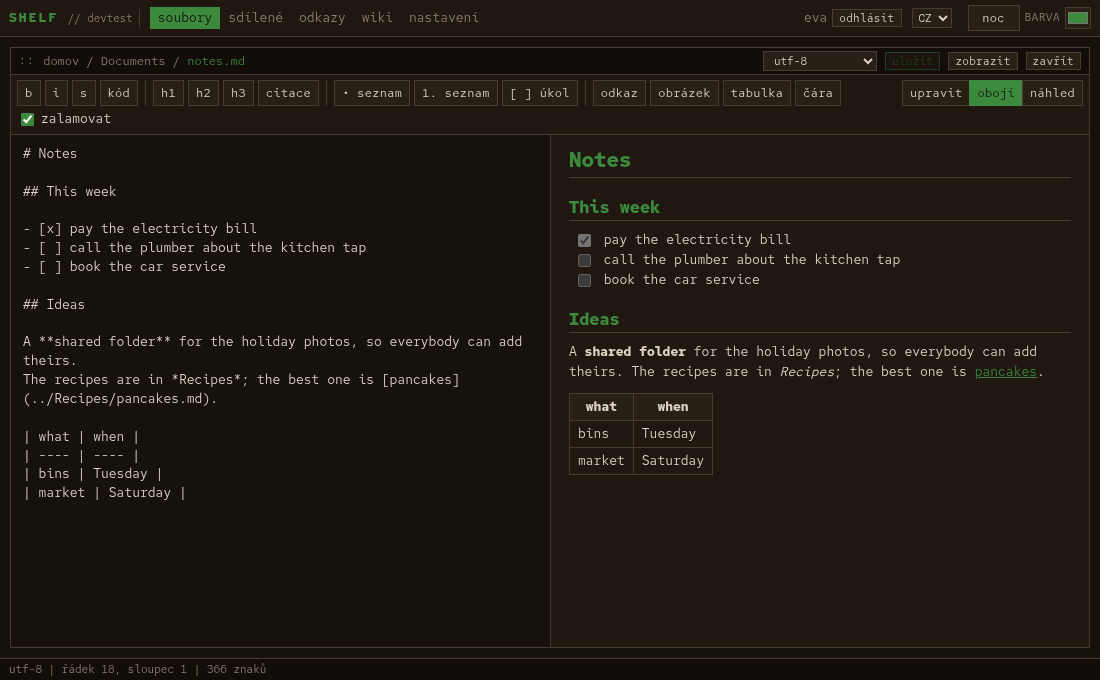 SHELF // devtest soubory sdílené odkazy wiki nastavení eva odhlásit CZ noc BARVA
:: domov / Documents / notes.md utf-8 uložit zobrazit zavřít
b i s kód h1 h2 h3 citace • seznam 1. seznam [ ] úkol odkaz obrázek tabulka čára upravit obojí náhled
zalamovat
# Notes
## This week
- [x] pay the electricity bill
- [ ] call the plumber about the kitchen tap
- [ ] book the car service
## Ideas
A **shared folder** for the holiday photos, so everybody can add
theirs.
The recipes are in *Recipes*; the best one is [pancakes]
(../Recipes/pancakes.md).
| what | when |
| ---- | ---- |
| bins | Tuesday |
| market | Saturday |
Notes
This week
pay the electricity bill
call the plumber about the kitchen tap
book the car service
Ideas
A shared folder for the holiday photos, so everybody can add
theirs. The recipes are in Recipes; the best one is pancakes.
what when
bins Tuesday
market Saturday
utf-8 | řádek 18, sloupec 1 | 366 znaků